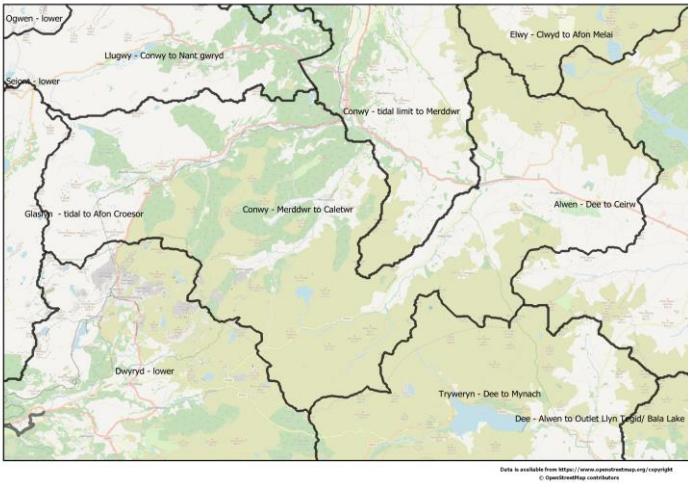 Ogwen - lower
Elwy - Clwyd to Afon Melai
Llugwy - Conwy to Nant gwryd
Seiont - lower
Conwy - tidal limit to Merddwr
Glaslyn - tidal to Afon Croesor
Conwy - Merddwr to Caletwr
Alwen - Dee to Ceirw
Dwyryd - lower
Tryweryn - Dee to Mynach
Dee - Alwen to Outlet Llyn Tegid/ Bala Lake
Data is available from https://www.openstreetmap.org/copyright
© OpenStreetMap contributors